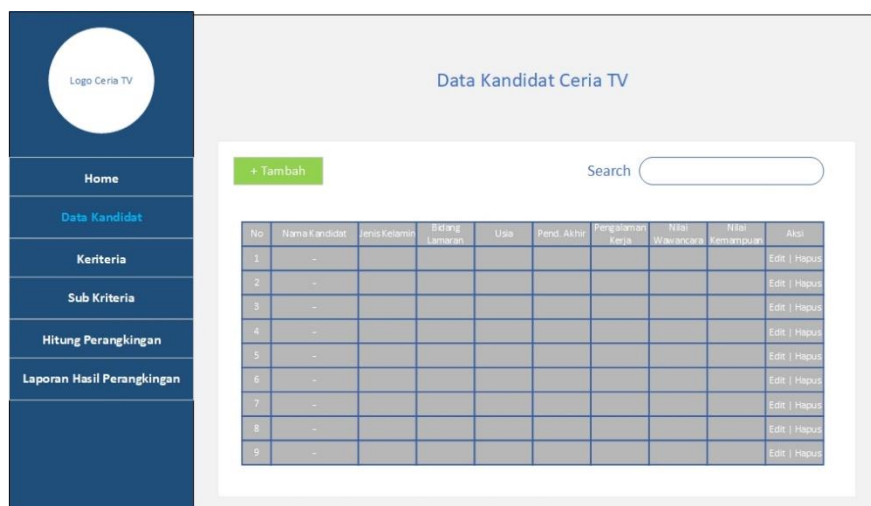 Logo Ceria TV
Home
Data Kandidat
Keriteria
Sub Kriteria
Hitung Perangkingan
Laporan Hasil Perangkingan
Data Kandidat Ceria TV
+ Tambah
Search
No Nama Kandidat Jenis Kelamin Bidang Lamaran Usia Pend. Akhir Pengalaman Kerja Nilai Wawancara Nilai Kemampuan Aksi
1 – Edit | Hapus
2 – Edit | Hapus
3 – Edit | Hapus
4 – Edit | Hapus
5 – Edit | Hapus
6 – Edit | Hapus
7 – Edit | Hapus
8 – Edit | Hapus
9 – Edit | Hapus